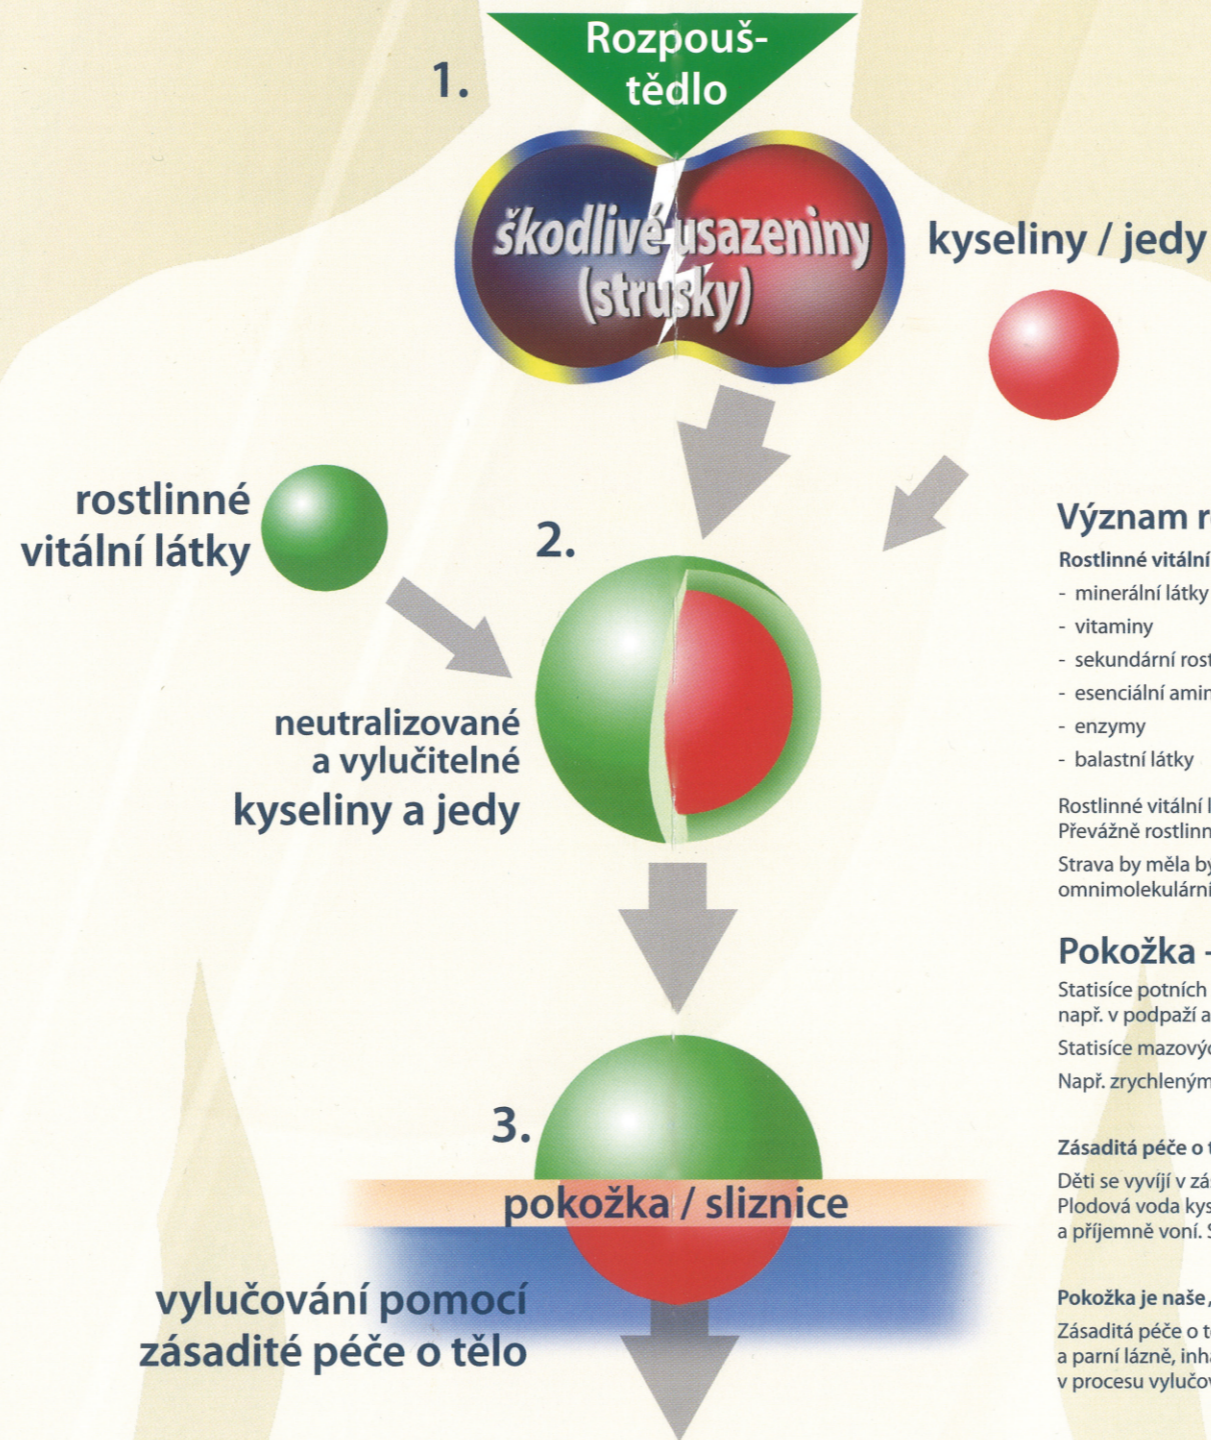 Rozpouš-
tědlo
1.
škodlivé usazeniny
(strusky)
kyseliny / jedy
rostlinné
vitální látky
2.
neutralizované
a vylučitelné
kyseliny a jedy
3.
pokožka / sliznice
vylučování pomocí
zásadité péče o tělo
Význam r
Rostlinné vitální
- minerální látky
- vitaminy
- sekundární rost
- esenciální amin
- enzymy
- balastní látky
Rostlinné vitální l
Převážně rostlinn
Strava by měla by
omnimolekulární
Pokožka -
Statisíce potních
např. v podpaží a
Statisíce mazovýc
Např. zrychleným
Zásaditá péče o t
Děti se vyvíjí v zás
Plodová voda kys
a příjemně voní. S
Pokožka je naše „
Zásaditá péče o tě
a parní lázně, inha
v procesu vylučov